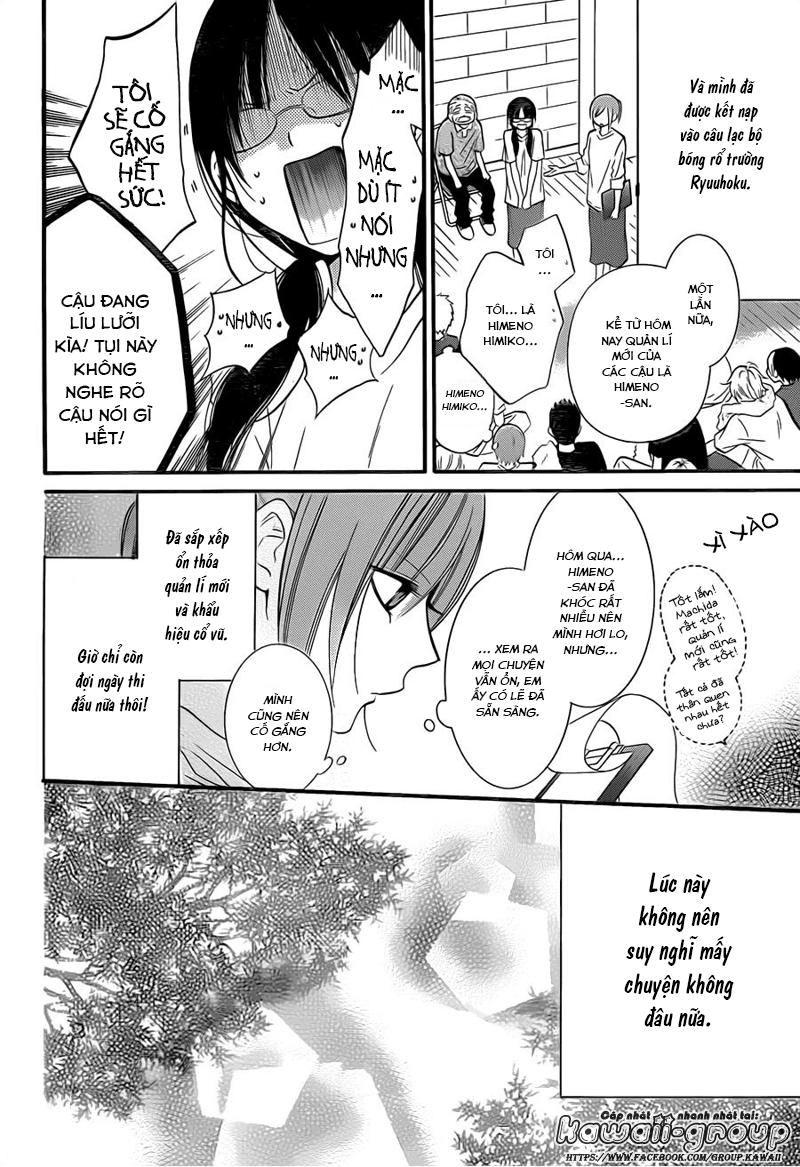 Và mình đã
được kết nạp
vào câu lạc bộ
bóng rổ trường
Ryuuhoku.
MỘT
LẦN
NỮA,
KỂ TỪ HÔM
NAY QUẢN LÍ
MỚI CỦA
CÁC CẬU LÀ
HIMENO
-SAN.
TÔI
...
TÔI... LÀ
HIMENO
HIMIKO...
HIMENO
HIMIKO...
MẶC
...
MẶC
DÙ ÍT
NÓI
NHƯNG
...
NHƯNG
...
NHƯNG
...
TÔI
SẼ CỐ
GẮNG
HẾT
SỨC!
CẬU ĐANG
LÍU LƯỠI
KÌA! TỤI NÀY
KHÔNG
NGHE RÕ
CẬU NÓI GÌ
HẾT!
XÌ XÀO
Tốt lắm!
Machida
rất tốt,
quản lí
mới cũng
rất tốt!
Tất cả đã
thân quen
nhau hết
chưa?
HÔM QUA...
HIMENO
-SAN ĐÃ
KHÓC RẤT
NHIỀU NÊN
MÌNH HƠI LO,
NHƯNG...
... XEM RA
MỌI CHUYỆN
VẪN ỔN, EM
ẤY CÓ LẼ ĐÃ
SẴN SÀNG.
MÌNH
CŨNG NÊN
CỐ GẮNG
HƠN.
Đã sắp xếp
ổn thỏa
quản lí mới
và khẩu
hiệu cổ vũ.
Giờ chỉ còn
đợi ngày thi
đấu nữa thôi!
Lúc này
không nên
suy nghĩ mấy
chuyện không
đâu nữa.
Cập nhật nhanh nhất tại:
kawaii-group
HTTPS://WWW.FACEBOOK.COM/GROUP.KAWAII